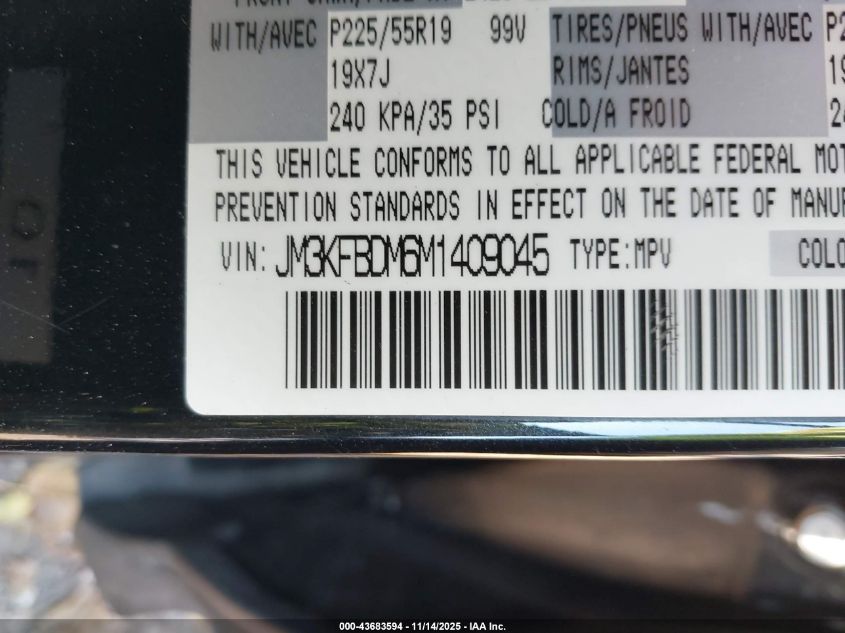 WITH/AVEC P225/55R19 99V TIRES/PNEUS WITH/AVEC
19X7J RIMS/JANTES
240 KPA/35 PSI COLD/A FROID
THIS VEHICLE CONFORMS TO ALL APPLICABLE FEDERAL MOT
PREVENTION STANDARDS IN EFFECT ON THE DATE OF MANUF
VIN: JM3KFBDM6M1409045 TYPE:MPV COLO
000-43683594 - 11/14/2025 - IAA Inc.